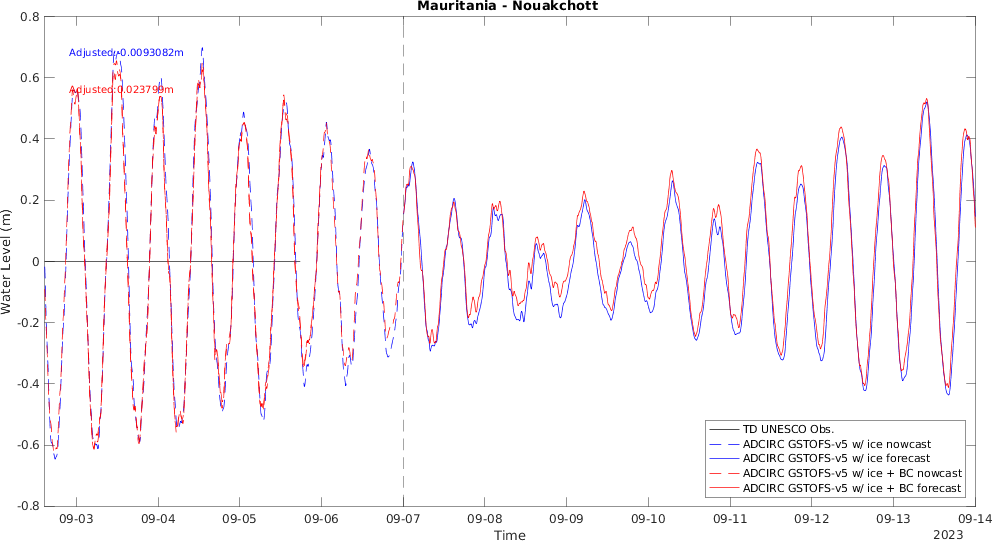 Mauritania - Nouakchott
0.8
0.6
0.4
0.2
0
-0.2
-0.4
-0.6
-0.8
Water Level (m)
Adjusted:-0.0093082m
Adjusted:0.023799m
TD UNESCO Obs.
ADCIRC GSTOFS-v5 w/ ice nowcast
ADCIRC GSTOFS-v5 w/ ice forecast
ADCIRC GSTOFS-v5 w/ ice + BC nowcast
ADCIRC GSTOFS-v5 w/ ice + BC forecast
09-03 09-04 09-05 09-06 09-07 09-08 09-09 09-10 09-11 09-12 09-13 09-14
Time
2023